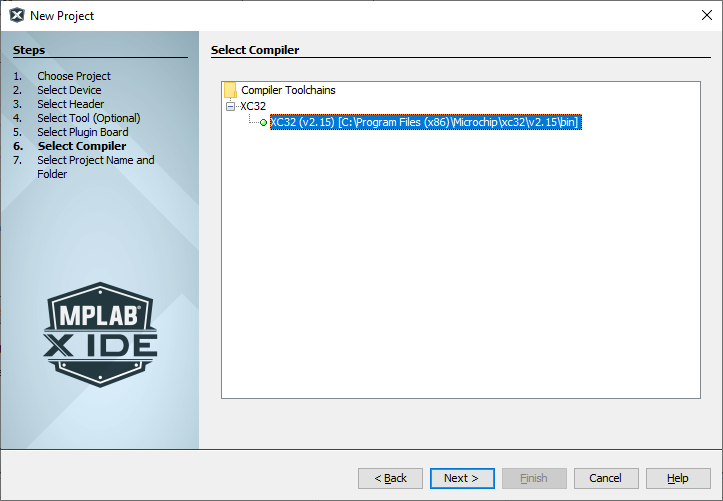 New Project
Steps
1. Choose Project
2. Select Device
3. Select Header
4. Select Tool (Optional)
5. Select Plugin Board
6. Select Compiler
7. Select Project Name and
Folder
MPLAB®
X IDE
Select Compiler
Compiler Toolchains
XC32
XC32 (v2.15) [C:\Program Files (x86)\Microchip\xc32\v2.15\bin]
< Back
Next >
Finish
Cancel
Help